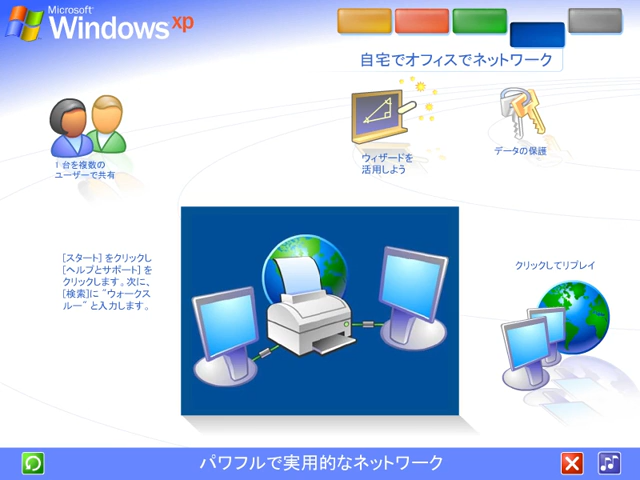 Microsoft®
Windows xp
自宅でオフィスでネットワーク
1 台を複数の
ユーザーで共有
ウィザードを
活用しよう
データの保護
[スタート] をクリックし
[ヘルプとサポート] を
クリックします。次に、
[検索]に "ウォークス
ルー" と入力します。
クリックしてリプレイ
パワフルで実用的なネットワーク